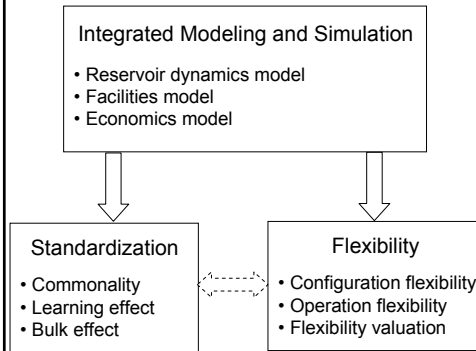 Integrated Modeling and Simulation
• Reservoir dynamics model
• Facilities model
• Economics model
Standardization
• Commonality
• Learning effect
• Bulk effect
Flexibility
• Configuration flexibility
• Operation flexibility
• Flexibility valuation